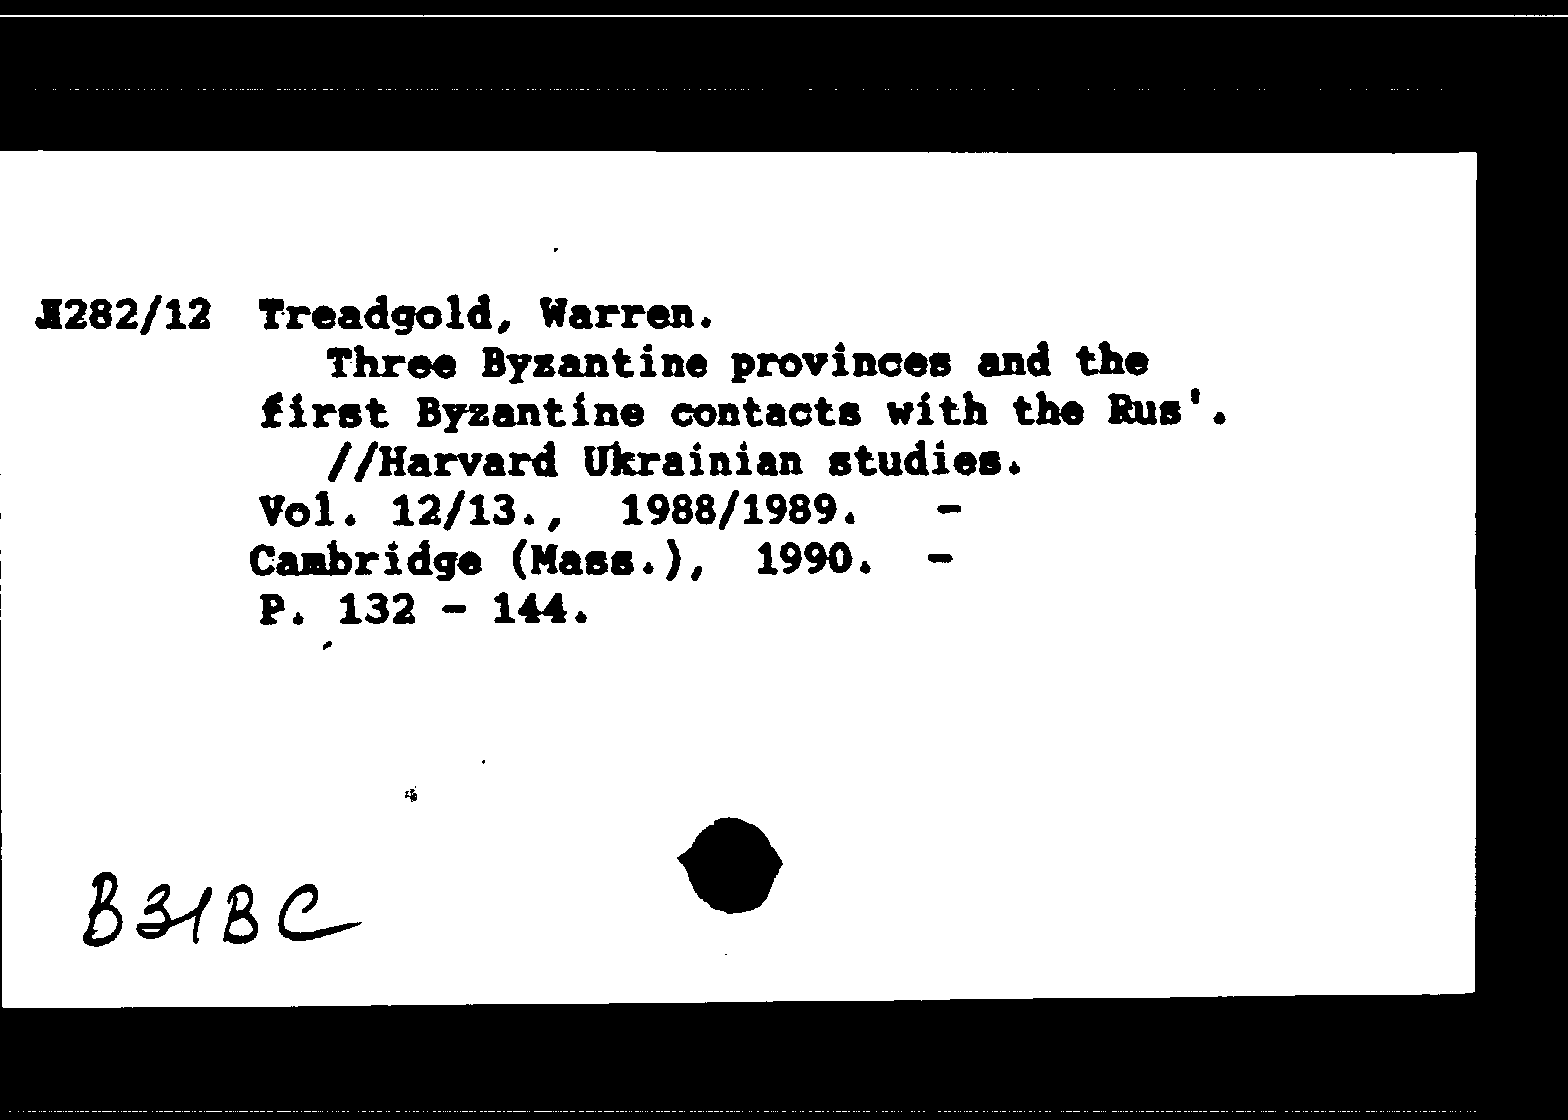 Л282/12 Treadgold, Warren.
Three Byzantine provinces and the
first Byzantine contacts with the Rus'.
//Harvard Ukrainian studies.
Vol. 12/13., 1988/1989. -
Cambridge (Mass.), 1990. -
P. 132 - 144.
B31BC